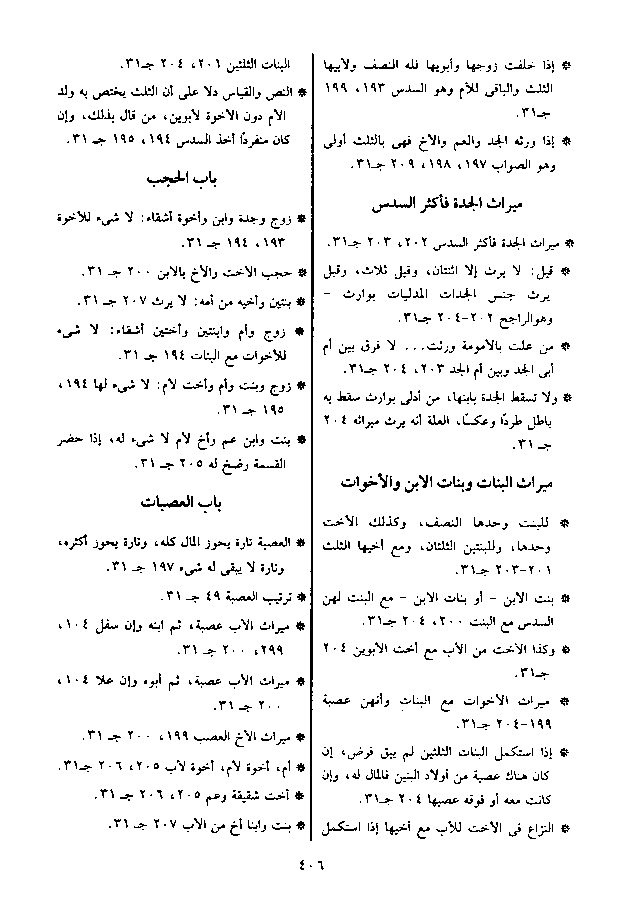 * إذا خلفت زوجها وأبويها فله النصف ولأبيها
الثلث والباقى للأم وهو السدس ١٩٣، ١٩٩
جـ٣١.
* إذا ورثه الجد والعم والأخ فهى بالثلث أولى
وهو الصواب ١٩٧، ١٩٨، ٢٠٩ جـ٣١.
ميراث الجدة فأكثر السدس
* ميراث الجدة فأكثر السدس ٢٠٢، ٢٠٣ جـ٣١.
* قيل: لا يرث إلا اثنتان، وقيل ثلاث، وقيل
يرث جنس الجدات المدليات بوارث -
وهوالراجح ٢٠٢-٢٠٤ جـ٣١.
* من علت بالأمومة ورثت... لا فرق بين أم
أبى الجد وبين أم الجد ٢٠٣، ٢٠٤ جـ٣١.
* ولا تسقط الجدة بابنها، من أدلى بوارث سقط به
باطل طردًا وعكسًا، العلة أنه يرث ميراثه ٢٠٤
جـ ٣١.
ميراث البنات وبنات الابن والأخوات
* للبنت وحدها النصف، وكذلك الأخت
وحدها، وللبنتين الثلثان، ومع أخيها الثلث
٢٠١-٢٠٣ جـ٣١.
* بنت الابن - أو بنات الابن - مع البنت لهن
السدس مع البنت ٢٠٠، ٢٠٤ جـ٣١.
* وكذا الأخت من الأب مع أخت الأبوين ٢٠٤
جـ٣١.
* ميراث الأخوات مع البنات وأنهن عصبة
١٩٩-٢٠٤ جـ٣١.
* إذا استكمل البنات الثلثين لم يبق فرض، إن
كان هناك عصبة من أولاد البنين فالمال له، وإن
كانت معه أو فوقه عصبها ٢٠٤ جـ٣١.
* النزاع فى الأخت للأب مع أخيها إذا استكمل
البنات الثلثين ٢٠١، ٢٠٤ جـ٣١.
* النص والقياس دلا على أن الثلث يختص به ولد
الأم دون الأخوة لأبوين، من قال بذلك، وإن
كان منفردًا أخذ السدس ١٩٤، ١٩٥ جـ ٣١.
باب الحجب
* زوج وجدة وابن وأخوة أشقاء: لا شىء للأخوة
١٩٣، ١٩٤ جـ ٣١.
* حجب الأخت والأخ بالابن ٢٠٠ جـ ٣١.
* بنتين وأخيه من أمه: لا يرث ٢٠٧ جـ ٣١.
* زوج وأم وابنتين وأختين أشقاء: لا شىء
للأخوات مع البنات ١٩٤ جـ ٣١.
* زوج وبنت وأم وأخت لأم: لا شىء لها ١٩٤،
١٩٥ جـ ٣١.
* بنت وابن عم وأخ لأم لا شىء له، إذا حضر
القسمة رضخ له ٢٠٥ جـ ٣١.
باب العصبات
* العصبة تارة يحوز المال كله، وتارة يحوز أكثره،
وتارة لا يبقى له شىء ١٩٧ جـ ٣١.
* ترتيب العصبة ٤٩ جـ ٣١.
* ميراث الأب عصبة، ثم ابنه وإن سفل ١٠٤،
٢٩٩، ٢٠٠ جـ ٣١.
* ميراث الأب عصبة، ثم أبوه وإن علا ١٠٤،
٢٠٠ جـ ٣١.
* ميراث الأخ العصب ١٩٩، ٢٠٠ جـ ٣١.
* أم، أخوة لأم، أخوة لأب ٢٠٥، ٢٠٦ جـ٣١.
* أخت شقيقة وعم ٢٠٥، ٢٠٦ جـ ٣١.
* بنت وابنا أخ من الأب ٢٠٧ جـ ٣١.
٤٠٦